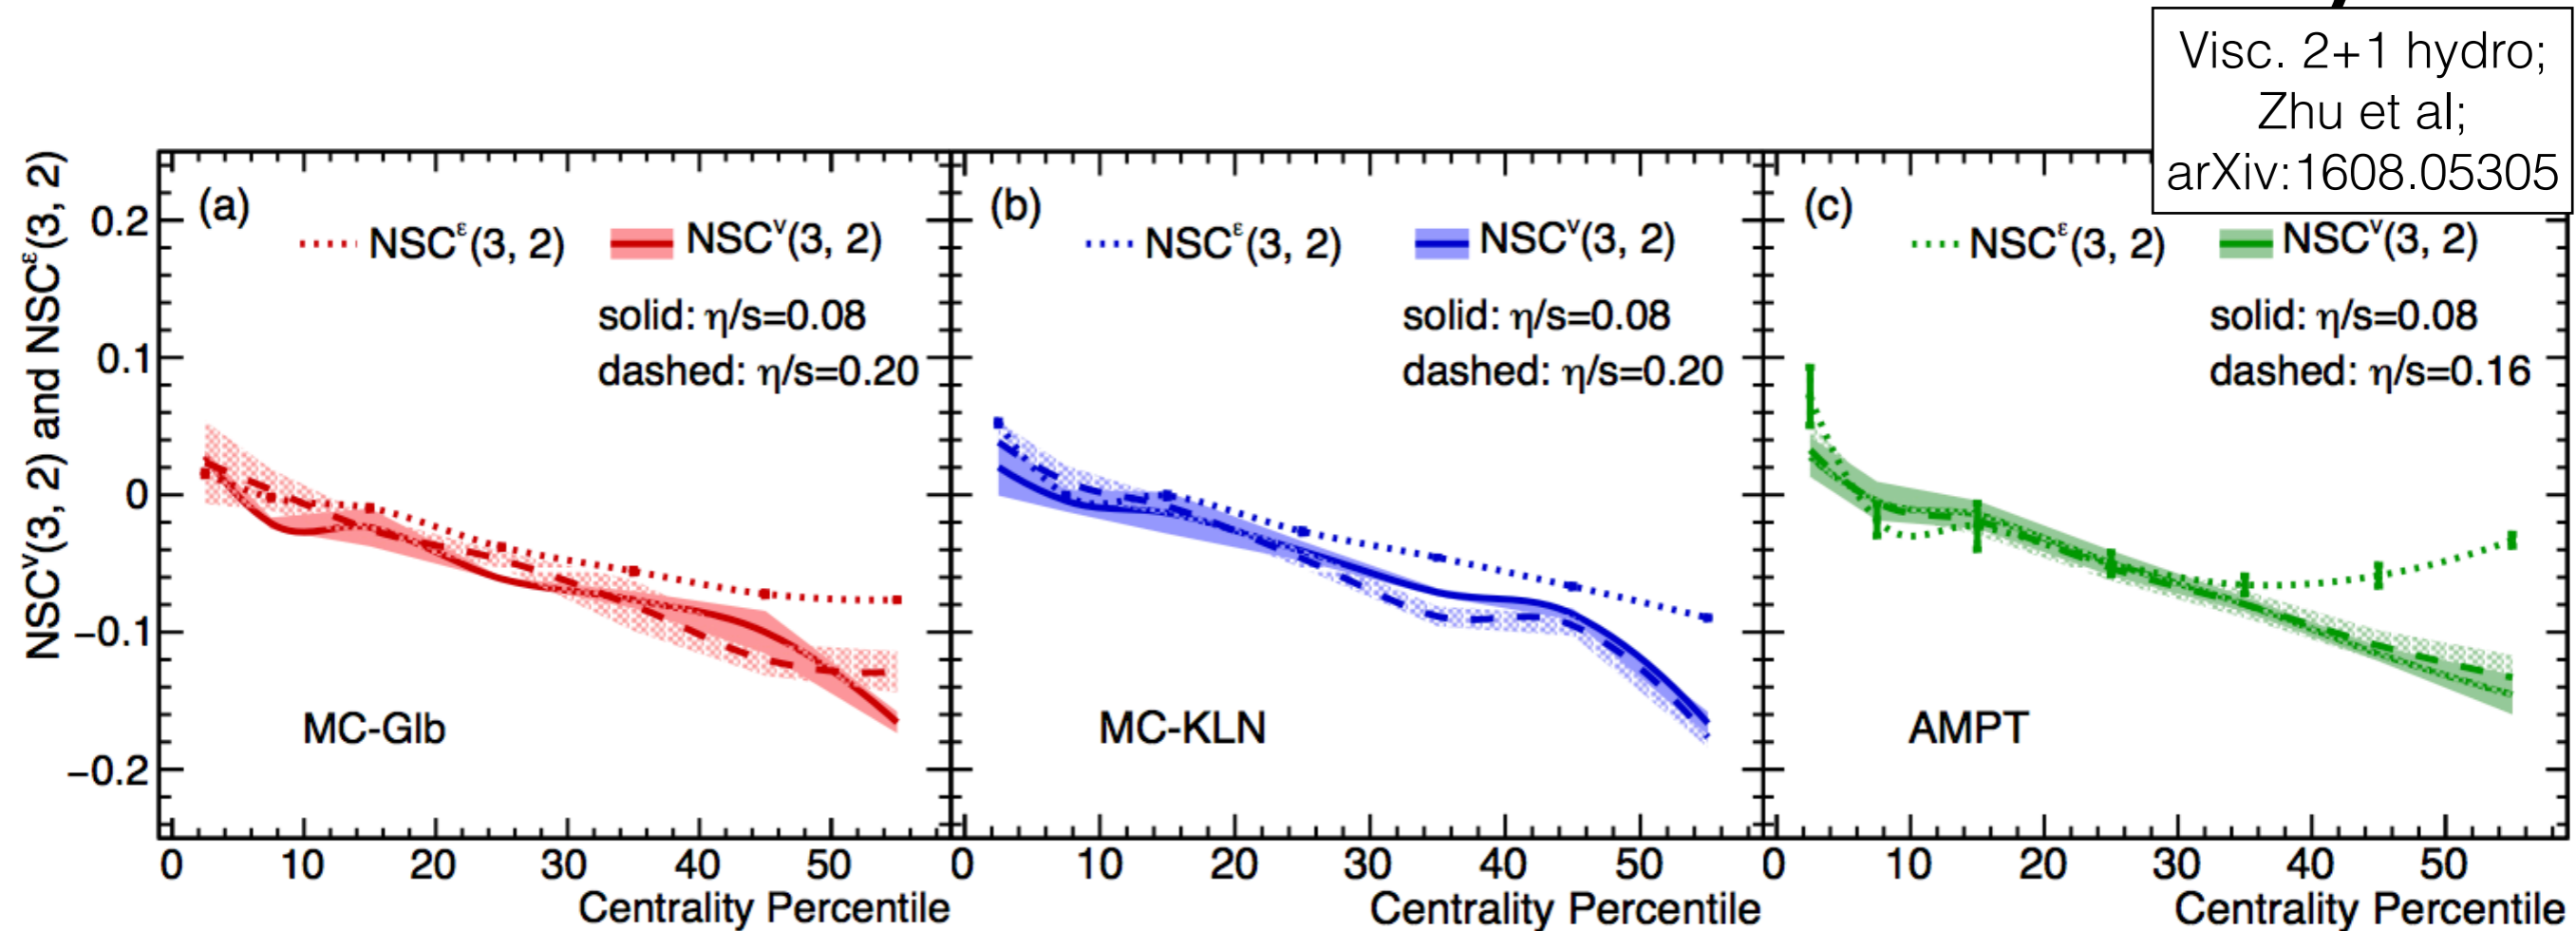 Visc. 2+1 hydro;
Zhu et al;
arXiv:1608.05305
NSCᵛ(3, 2) and NSCᵋ(3, 2)
0.2
0.1
0
−0.1
−0.2
(a)
NSCᵋ(3, 2) NSCᵛ(3, 2)
solid: η/s=0.08
dashed: η/s=0.20
MC-Glb
0 10 20 30 40 50
Centrality Percentile
(b)
NSCᵋ(3, 2) NSCᵛ(3, 2)
solid: η/s=0.08
dashed: η/s=0.20
MC-KLN
0 10 20 30 40 50
Centrality Percentile
(c)
NSCᵋ(3, 2) NSCᵛ(3, 2)
solid: η/s=0.08
dashed: η/s=0.16
AMPT
0 10 20 30 40 50
Centrality Percentile